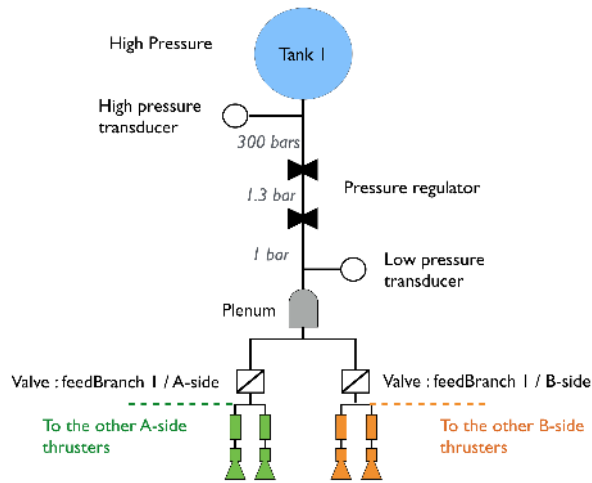 High Pressure
Tank 1
High pressure
transducer
300 bars
1.3 bar
Pressure regulator
1 bar
Low pressure
transducer
Plenum
Valve : feedBranch 1 / A-side
Valve : feedBranch 1 / B-side
To the other A-side
thrusters
To the other B-side
thrusters